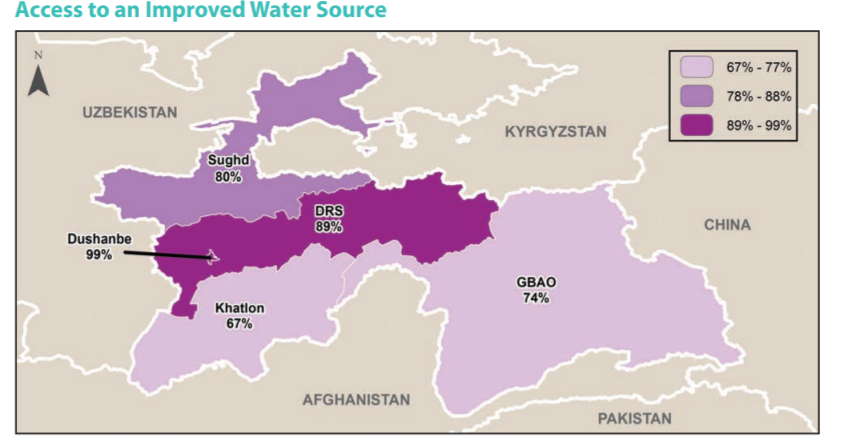 Access to an Improved Water Source
N
67% - 77%
78% - 88%
89% - 99%
UZBEKISTAN
KYRGYZSTAN
Sughd
80%
DRS
89%
CHINA
Dushanbe
99%
GBAO
74%
Khatlon
67%
AFGHANISTAN
PAKISTAN